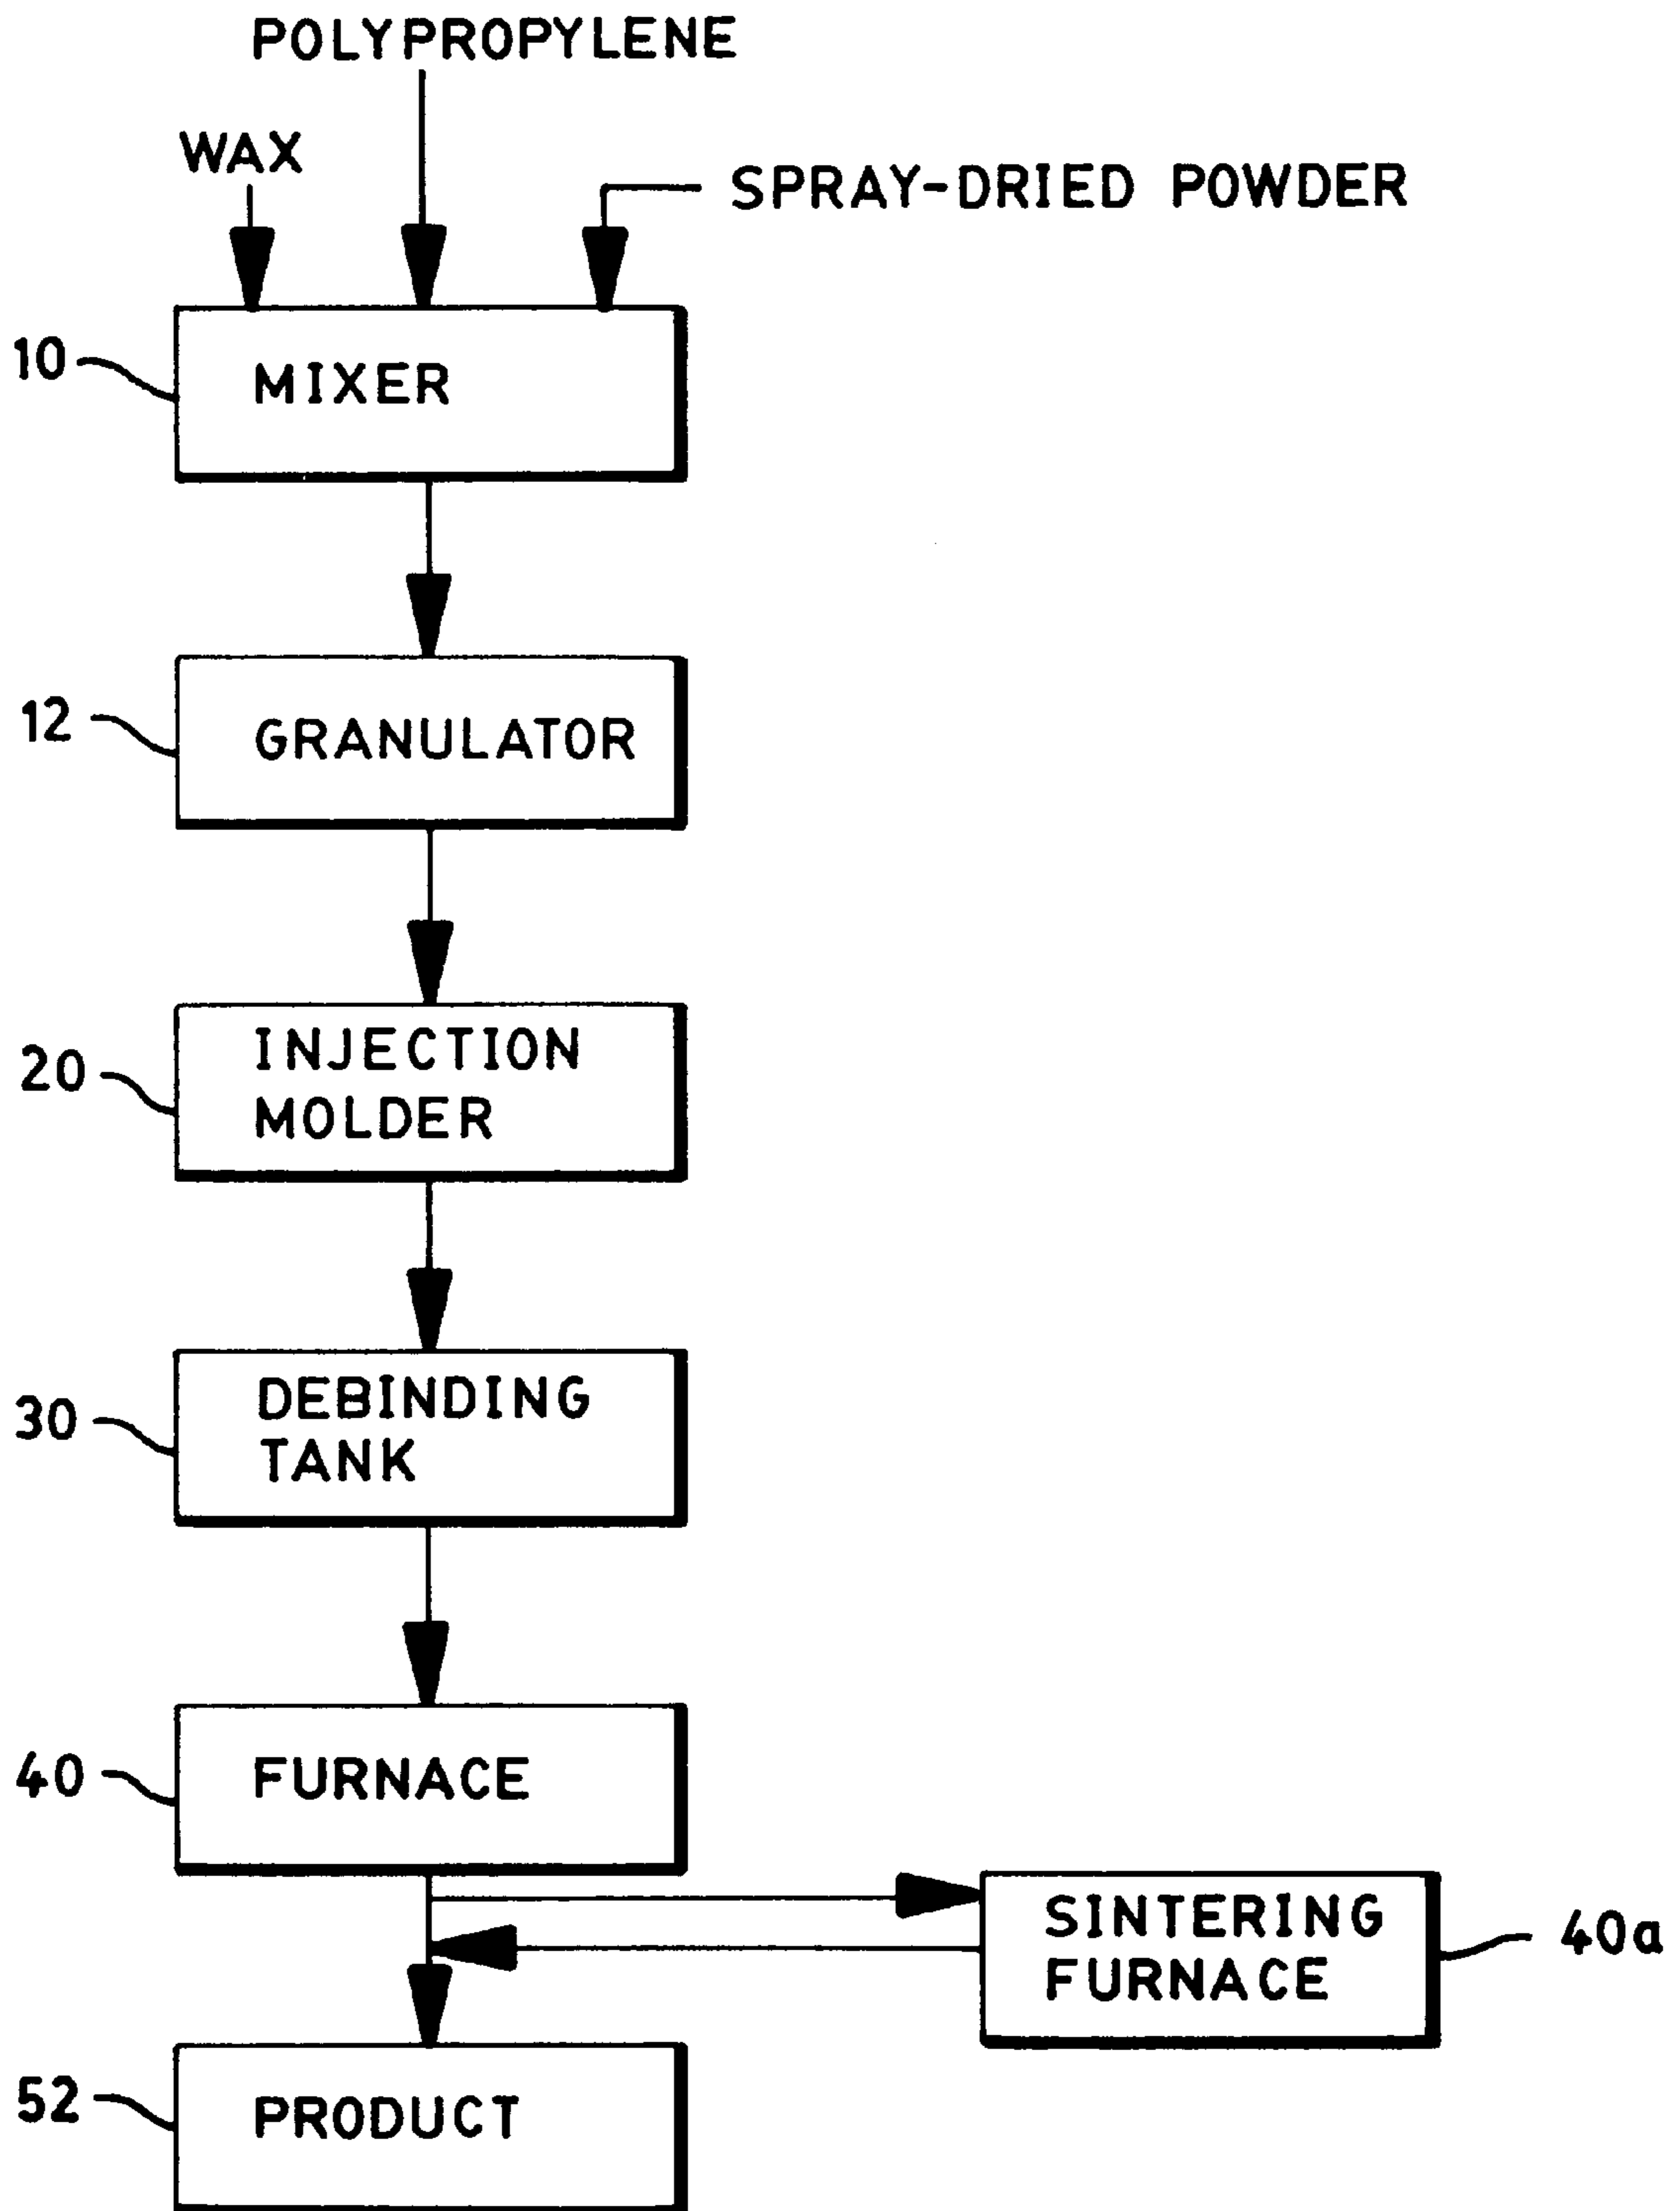 POLYPROPYLENE
WAX
SPRAY-DRIED POWDER
10
MIXER
12
GRANULATOR
20
INJECTION
MOLDER
30
DEBINDING
TANK
40
FURNACE
SINTERING
FURNACE
40a
52
PRODUCT